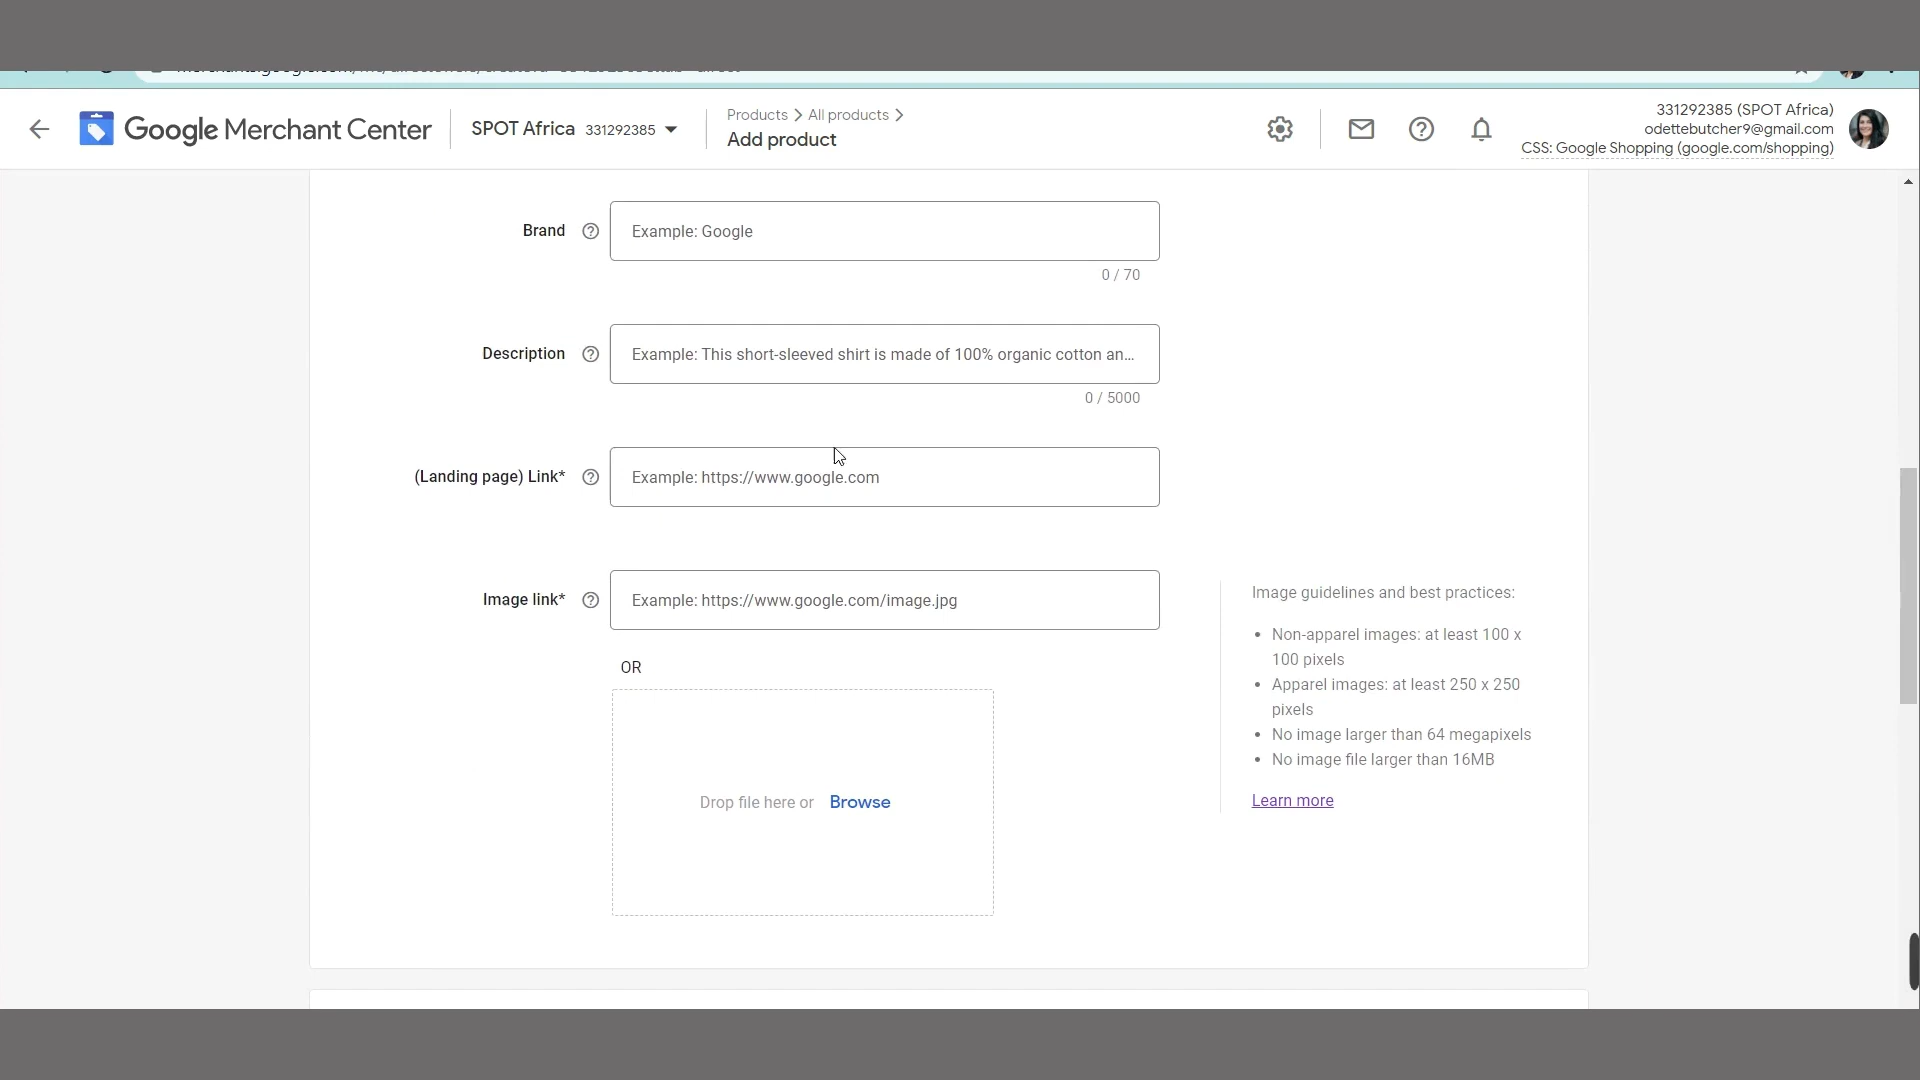 Google Merchant Center
SPOT Africa 331292385
Products All products
Add product
331292385 (SPOT Africa)
odettebutcher9@gmail.com
CSS: Google Shopping (google.com/shopping)
Brand
Example: Google
0 / 70
Description
Example: This short-sleeved shirt is made of 100% organic cotton an...
0 / 5000
(Landing page) Link*
Example: https://www.google.com
Image link*
Example: https://www.google.com/image.jpg
OR
Drop file here or Browse
Image guidelines and best practices:
Non-apparel images: at least 100 x
100 pixels
Apparel images: at least 250 x 250
pixels
No image larger than 64 megapixels
No image file larger than 16MB
Learn more